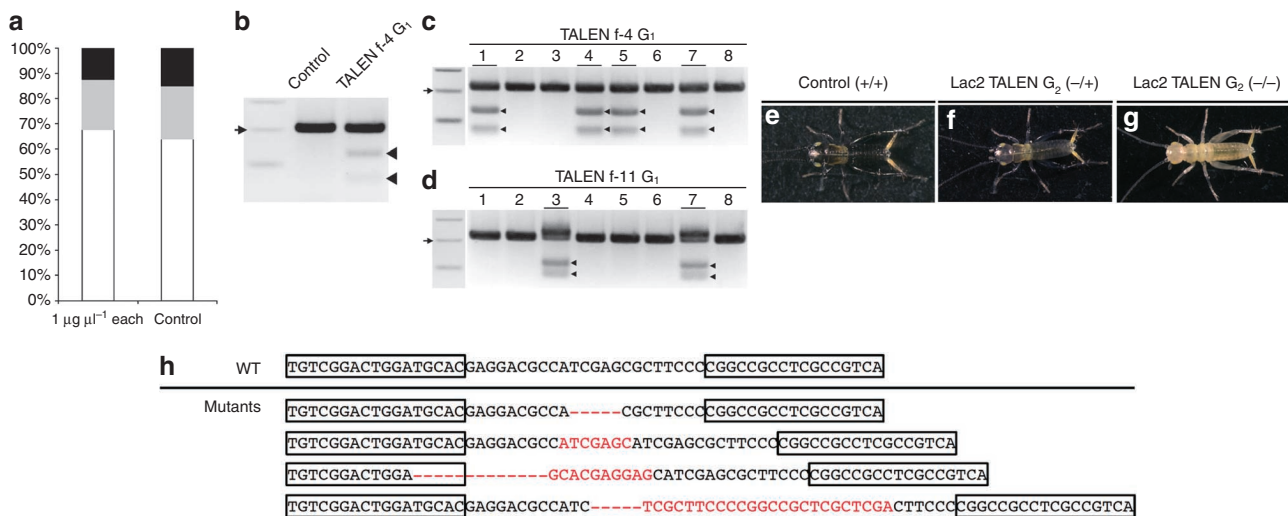 a
100%
90%
80%
70%
60%
50%
40%
30%
20%
10%
0%
1 μg μl⁻¹ each
Control
b
Control
TALEN f-4 G₁
c
TALEN f-4 G₁
1 2 3 4 5 6 7 8
d
TALEN f-11 G₁
1 2 3 4 5 6 7 8
Control (+/+)
e
Lac2 TALEN G₂ (−/+)
f
Lac2 TALEN G₂ (−/−)
g
h
WT TGTCGGACTGGATGCACGAGGACGCCATCGAGCGCTTCCCCGGCCGCCTCGCCGTCA
Mutants
TGTCGGACTGGATGCACGAGGACGCCA-----CGCTTCCCCGGCCGCCTCGCCGTCA
TGTCGGACTGGATGCACGAGGACGCCATCGAGCATCGAGCGCTTCCCCGGCCGCCTCGCCGTCA
TGTCGGACTGGA-------------GCACGAGGAGCATCGAGCGCTTCCCCGGCCGCCTCGCCGTCA
TGTCGGACTGGATGCACGAGGACGCCATC-----TCGCTTCCCCGGCCGCTCGCTCGACTTCCCCGGCCGCCTCGCCGTCA